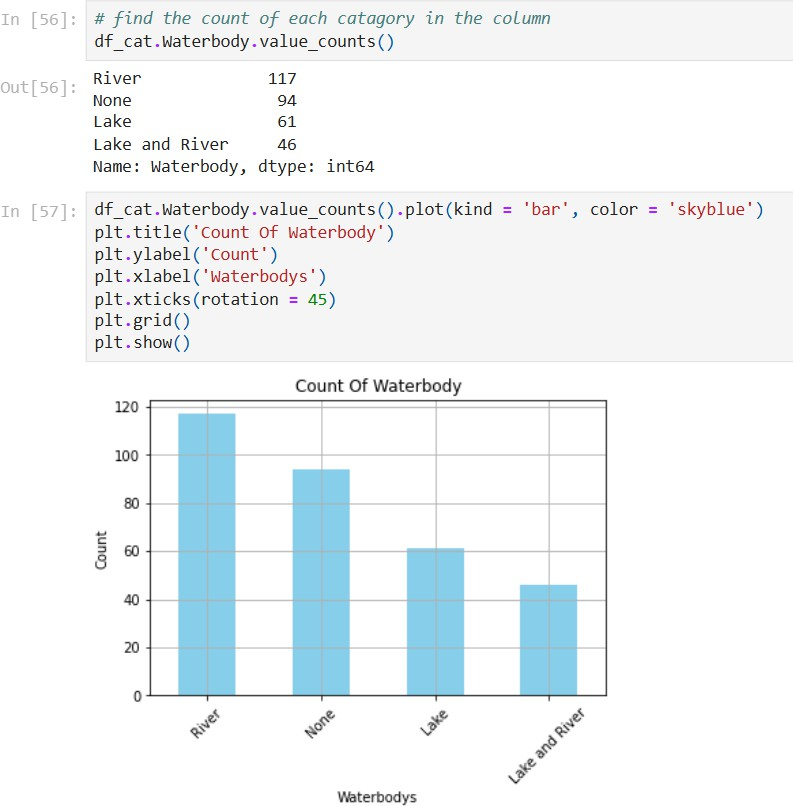 In [56]: # find the count of each catagory in the column
df_cat.Waterbody.value_counts()
Out[56]: River 117
None 94
Lake 61
Lake and River 46
Name: Waterbody, dtype: int64
In [57]: df_cat.Waterbody.value_counts().plot(kind = 'bar', color = 'skyblue')
plt.title('Count Of Waterbody')
plt.ylabel('Count')
plt.xlabel('Waterbodys')
plt.xticks(rotation = 45)
plt.grid()
plt.show()
Count Of Waterbody
120
100
80
60
40
20
0
Count
River
None
Lake
Lake and River
Waterbodys